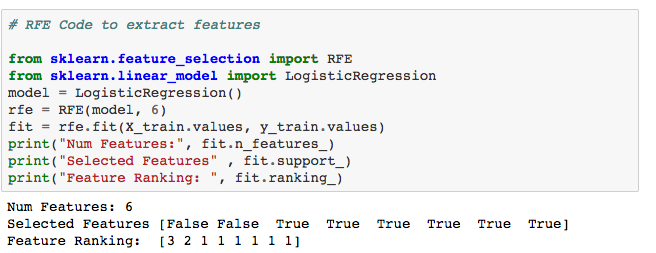 # RFE Code to extract features
from sklearn.feature_selection import RFE
from sklearn.linear_model import LogisticRegression
model = LogisticRegression()
rfe = RFE(model, 6)
fit = rfe.fit(X_train.values, y_train.values)
print("Num Features:", fit.n_features_)
print("Selected Features" , fit.support_)
print("Feature Ranking: ", fit.ranking_)
Num Features: 6
Selected Features [False False  True  True  True  True  True  True]
Feature Ranking:  [3 2 1 1 1 1 1 1]